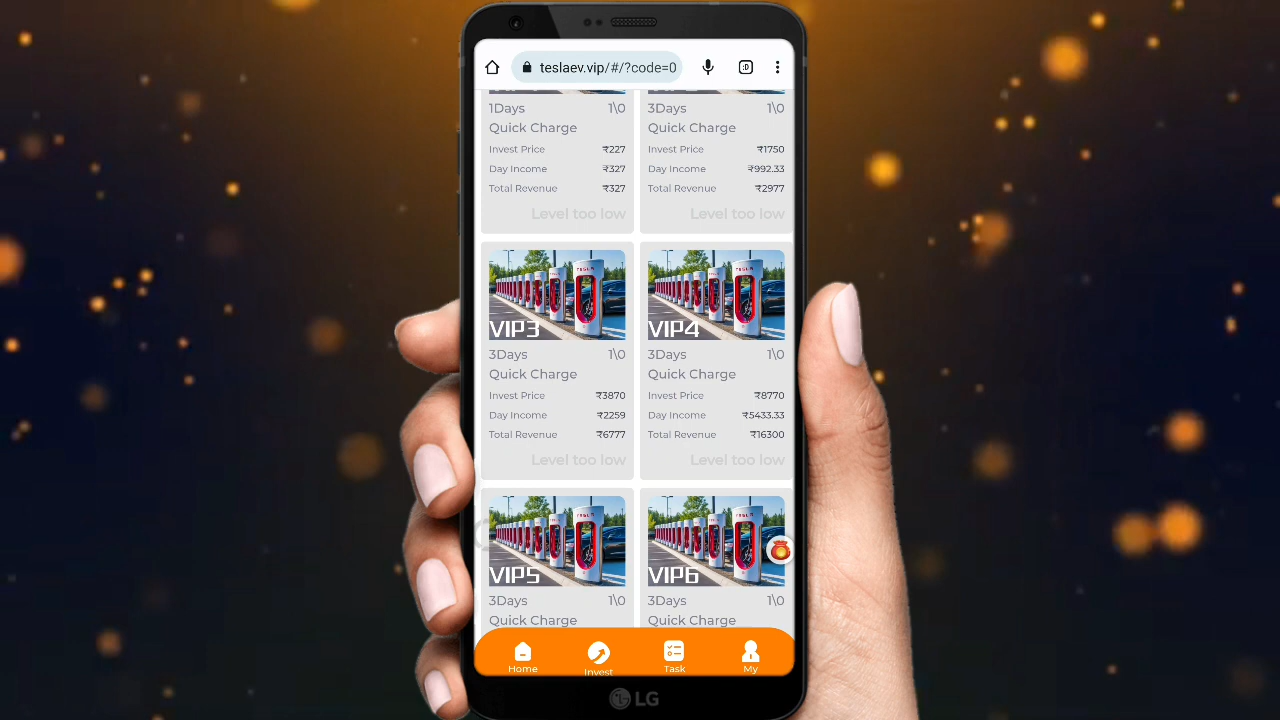 teslaev.vip/#/?code=0
:D
1Days 1\0
Quick Charge
Invest Price ₹227
Day Income ₹327
Total Revenue ₹327
Level too low
3Days 1\0
Quick Charge
Invest Price ₹1750
Day Income ₹992.33
Total Revenue ₹2977
Level too low
TESLA
VIP3
3Days 1\0
Quick Charge
Invest Price ₹3870
Day Income ₹2259
Total Revenue ₹6777
Level too low
TESLA
VIP4
3Days 1\0
Quick Charge
Invest Price ₹8770
Day Income ₹5433.33
Total Revenue ₹16300
Level too low
TESLA
VIP5
3Days 1\0
Quick Charge
TESLA
VIP6
3Days 1\0
Quick Charge
Home
Invest
Task
My
LG